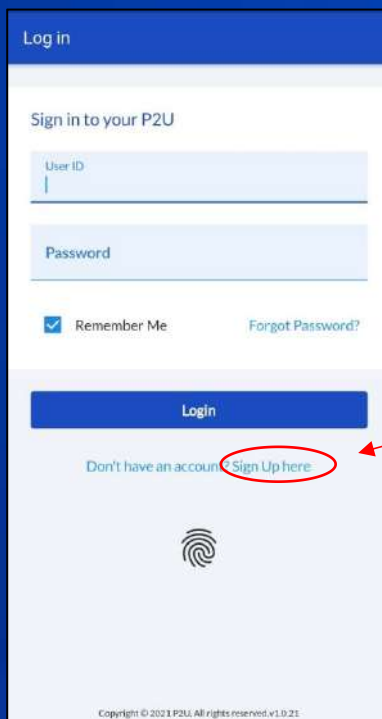 Log in
Sign in to your P2U
User ID
Password
Remember Me Forgot Password?
Login
Don't have an account? Sign Up here
Copyright © 2021 P2U. All rights reserved.v1.0.21